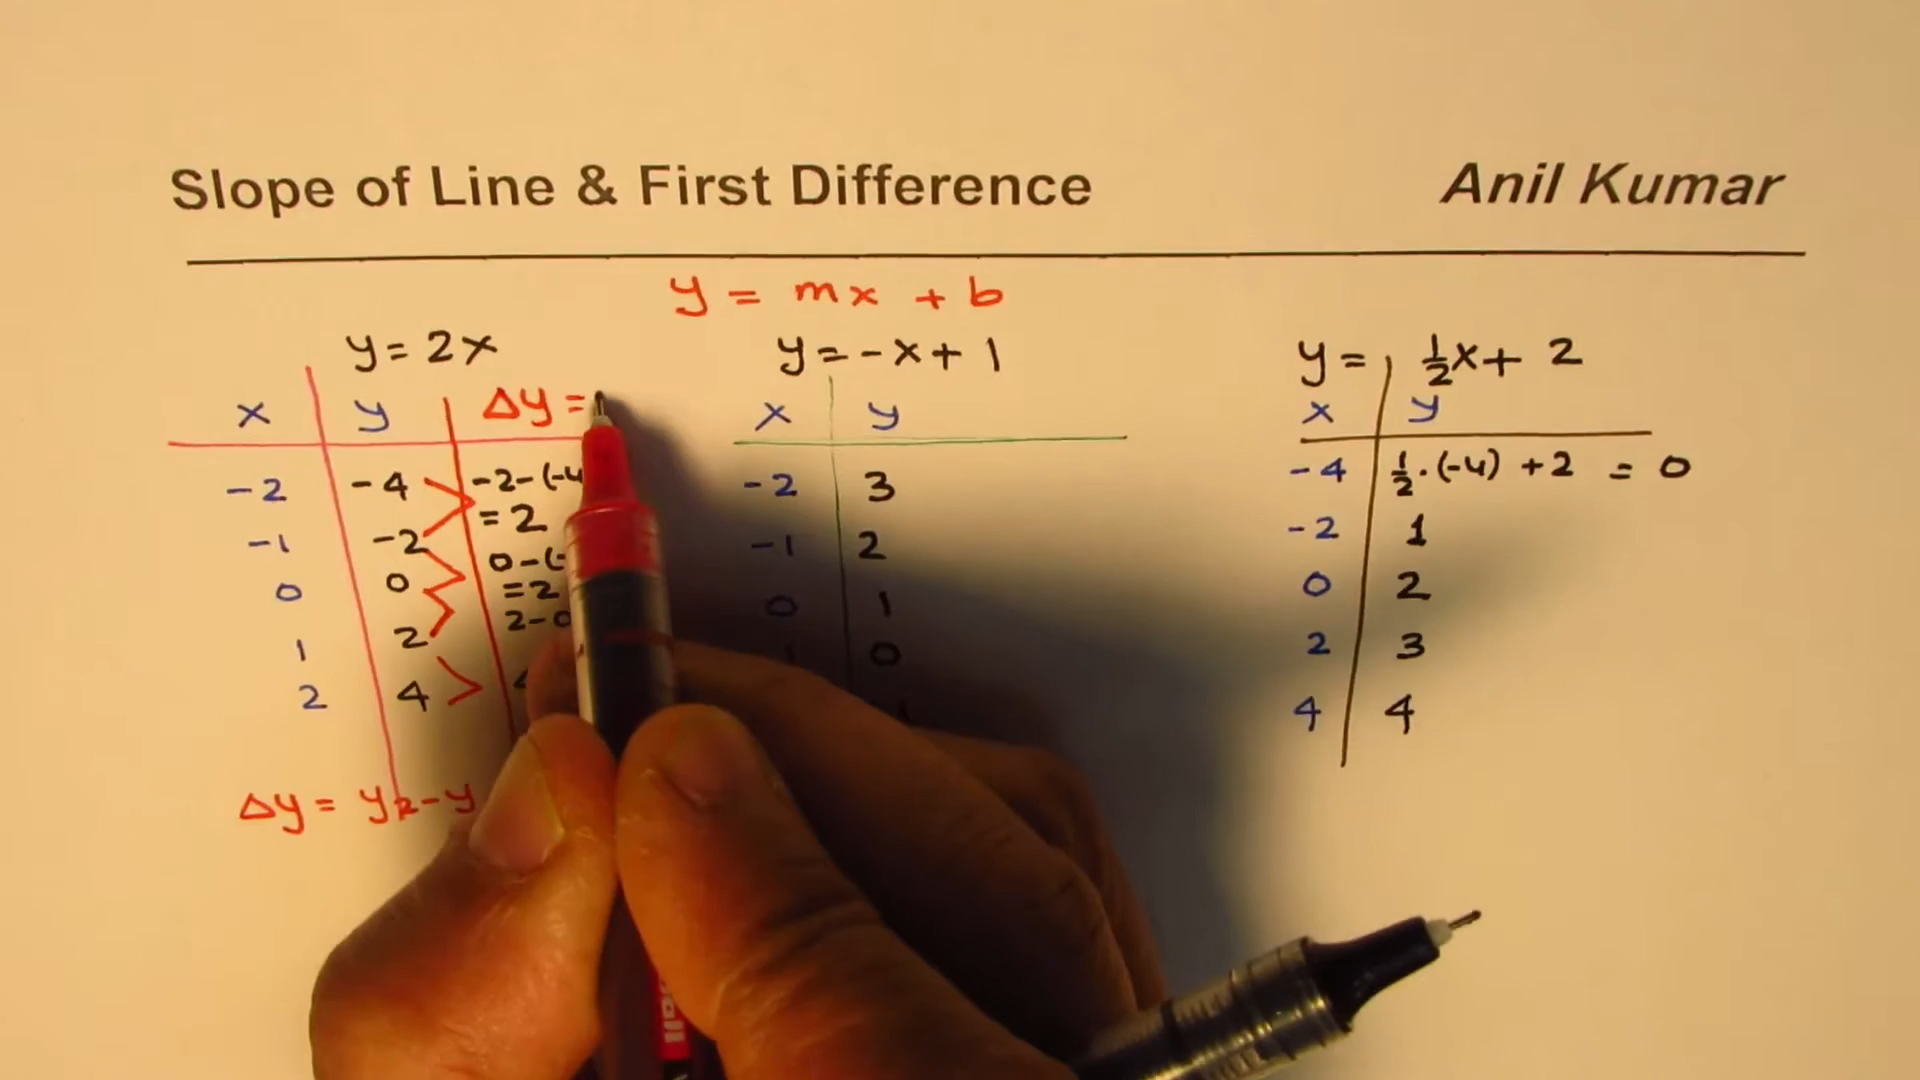 Slope of Line & First Difference
Anil Kumar
y = mx + b
y = 2x
x y Δy =
-2 -4 -2-(-4
= 2
-1 -2 0-(-
0 0 =2
1 2 2-0
2 4
Δy = y2-y
y = -x + 1
x y
-2 3
-1 2
0 1
1 0
y = ½x + 2
x y
-4 ½·(-4) + 2 = 0
-2 1
0 2
2 3
4 4